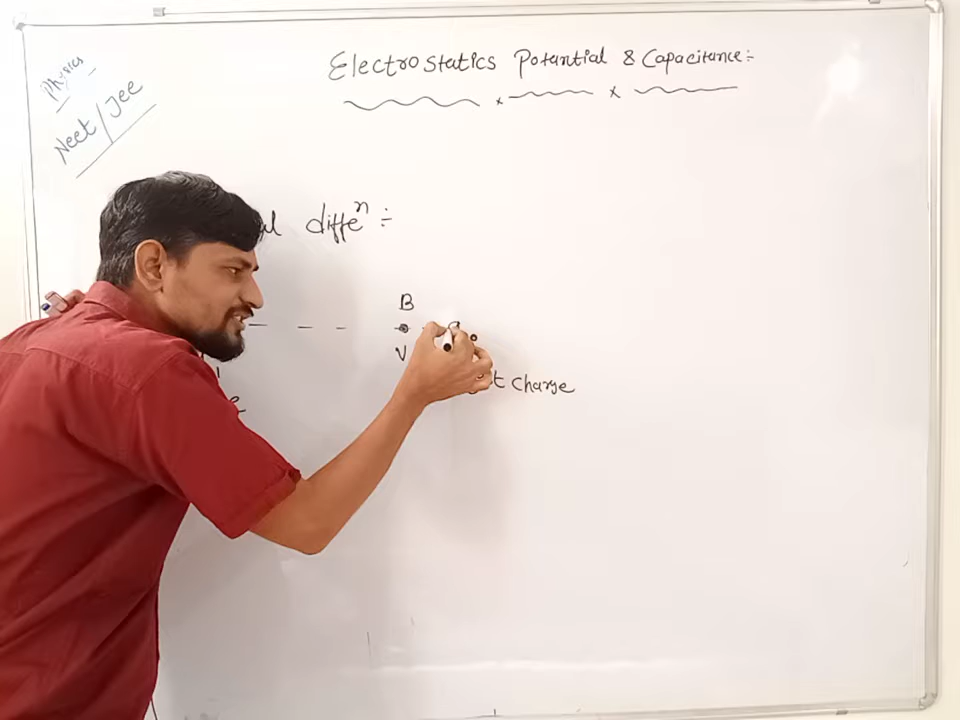 Physics
Neet/Jee
Electrostatics Potential & Capacitance:-
diffeⁿ :-
B
V
charge